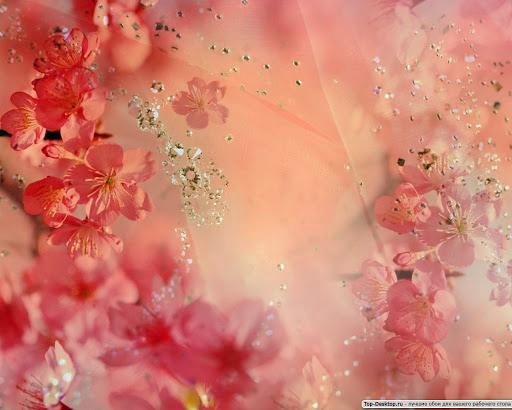 Top-Desktop.ru - лучшие обои для вашего рабочего стола